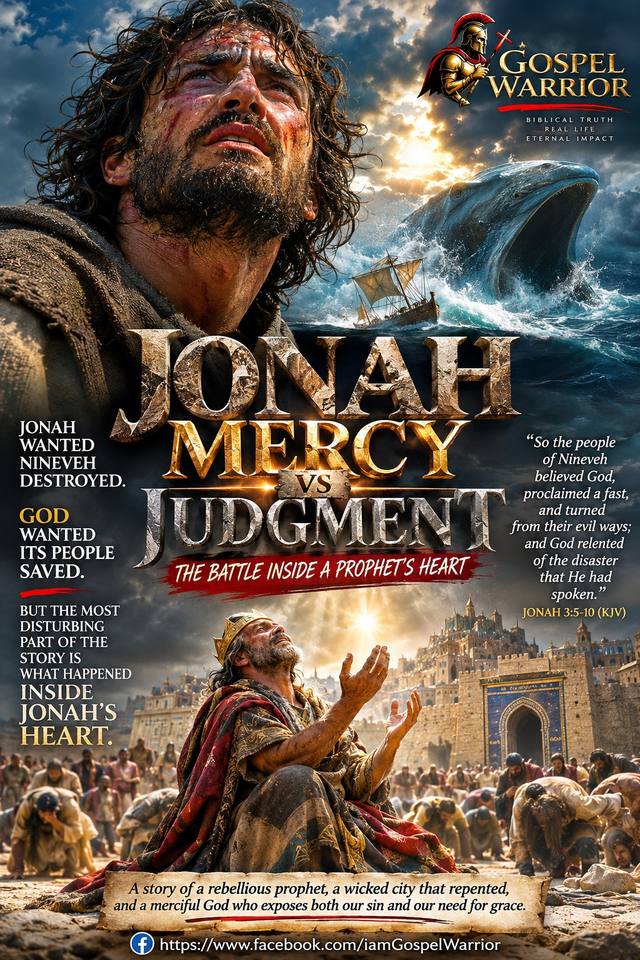 GOSPEL
WARRIOR
BIBLICAL TRUTH
REAL LIFE
ETERNAL IMPACT
JONAH
MERCY
VS
JUDGMENT
THE BATTLE INSIDE A PROPHET'S HEART
JONAH
WANTED
NINEVEH
DESTROYED.
GOD
WANTED
ITS PEOPLE
SAVED.
BUT THE MOST
DISTURBING
PART OF THE
STORY IS
WHAT HAPPENED
INSIDE
JONAH'S
HEART.
"So the people
of Nineveh
believed God,
proclaimed a fast,
and turned
from their evil ways;
and God relented
of the disaster
that He had
spoken."
JONAH 3:5-10 (KJV)
A story of a rebellious prophet, a wicked city that repented,
and a merciful God who exposes both our sin and our need for grace.
https://www.facebook.com/iamGospelWarrior